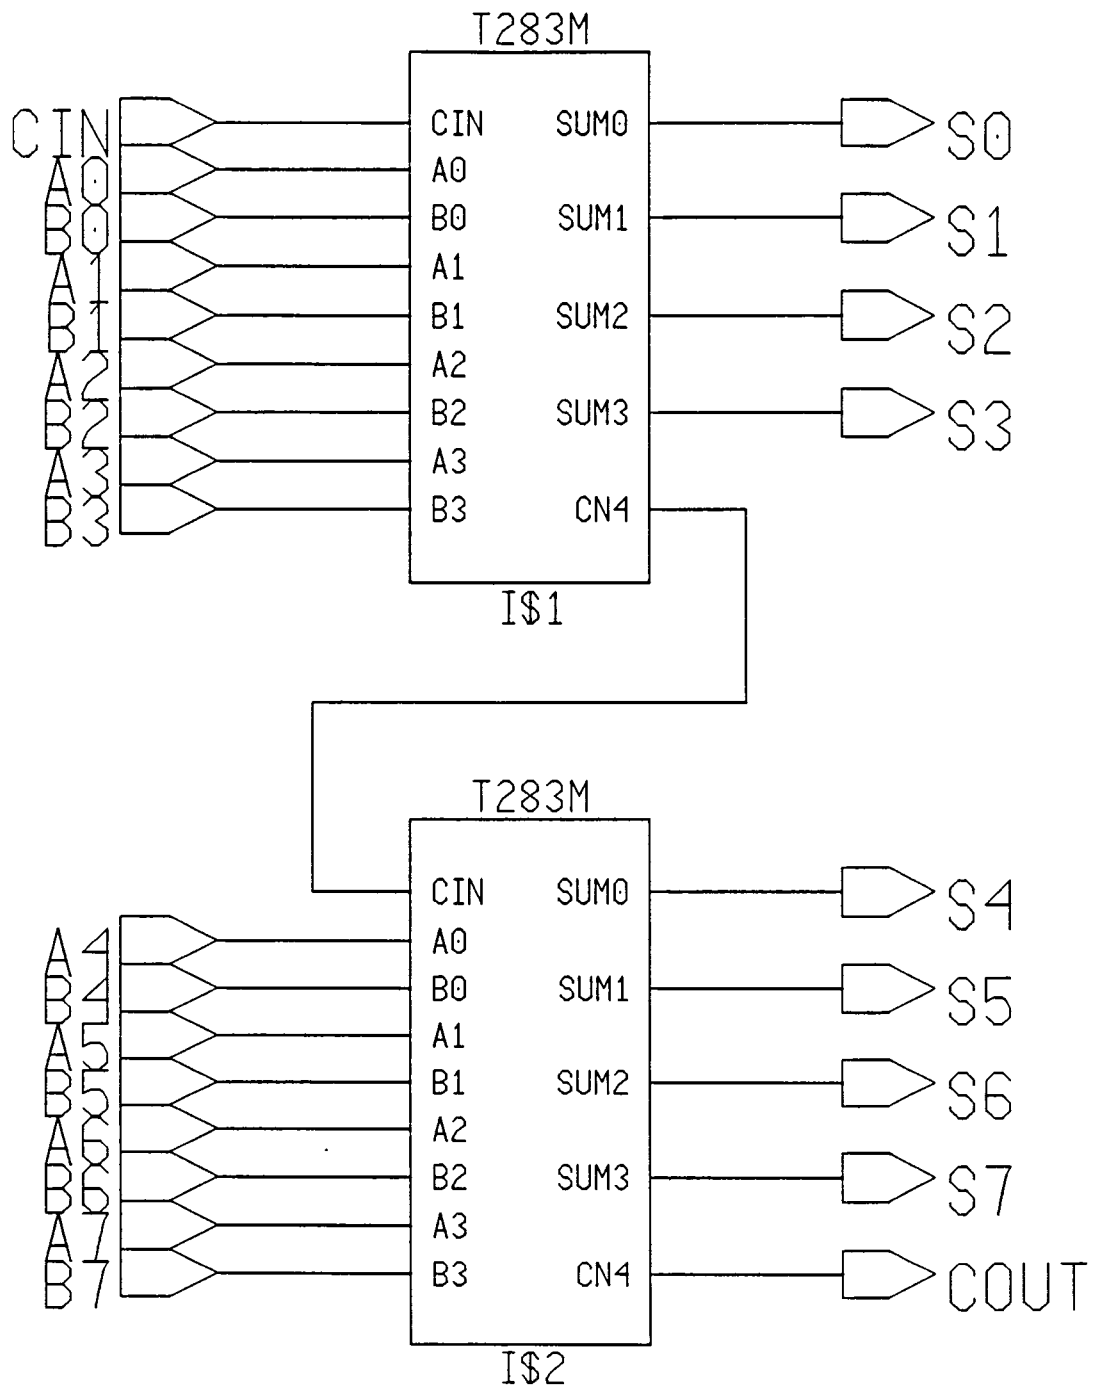 T283M
CIN CIN SUM0 S0
A0 A0
B0 B0 SUM1 S1
A1 A1
B1 B1 SUM2 S2
A2 A2
B2 B2 SUM3 S3
A3 A3
B3 B3 CN4
I$1
T283M
CIN SUM0 S4
A4 A0
B4 B0 SUM1 S5
A5 A1
B5 B1 SUM2 S6
A6 A2
B6 B2 SUM3 S7
A7 A3
B7 B3 CN4 COUT
I$2